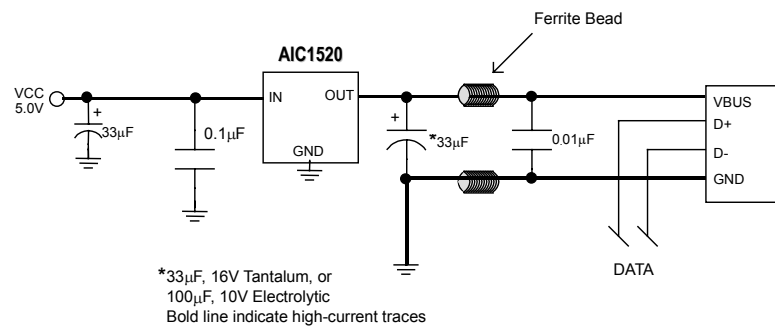 Ferrite Bead
AIC1520
VCC
5.0V
+
33µF
0.1µF
IN
OUT
GND
+
*33µF
0.01µF
VBUS
D+
D-
GND
DATA
*33µF, 16V Tantalum, or
100µF, 10V Electrolytic
Bold line indicate high-current traces